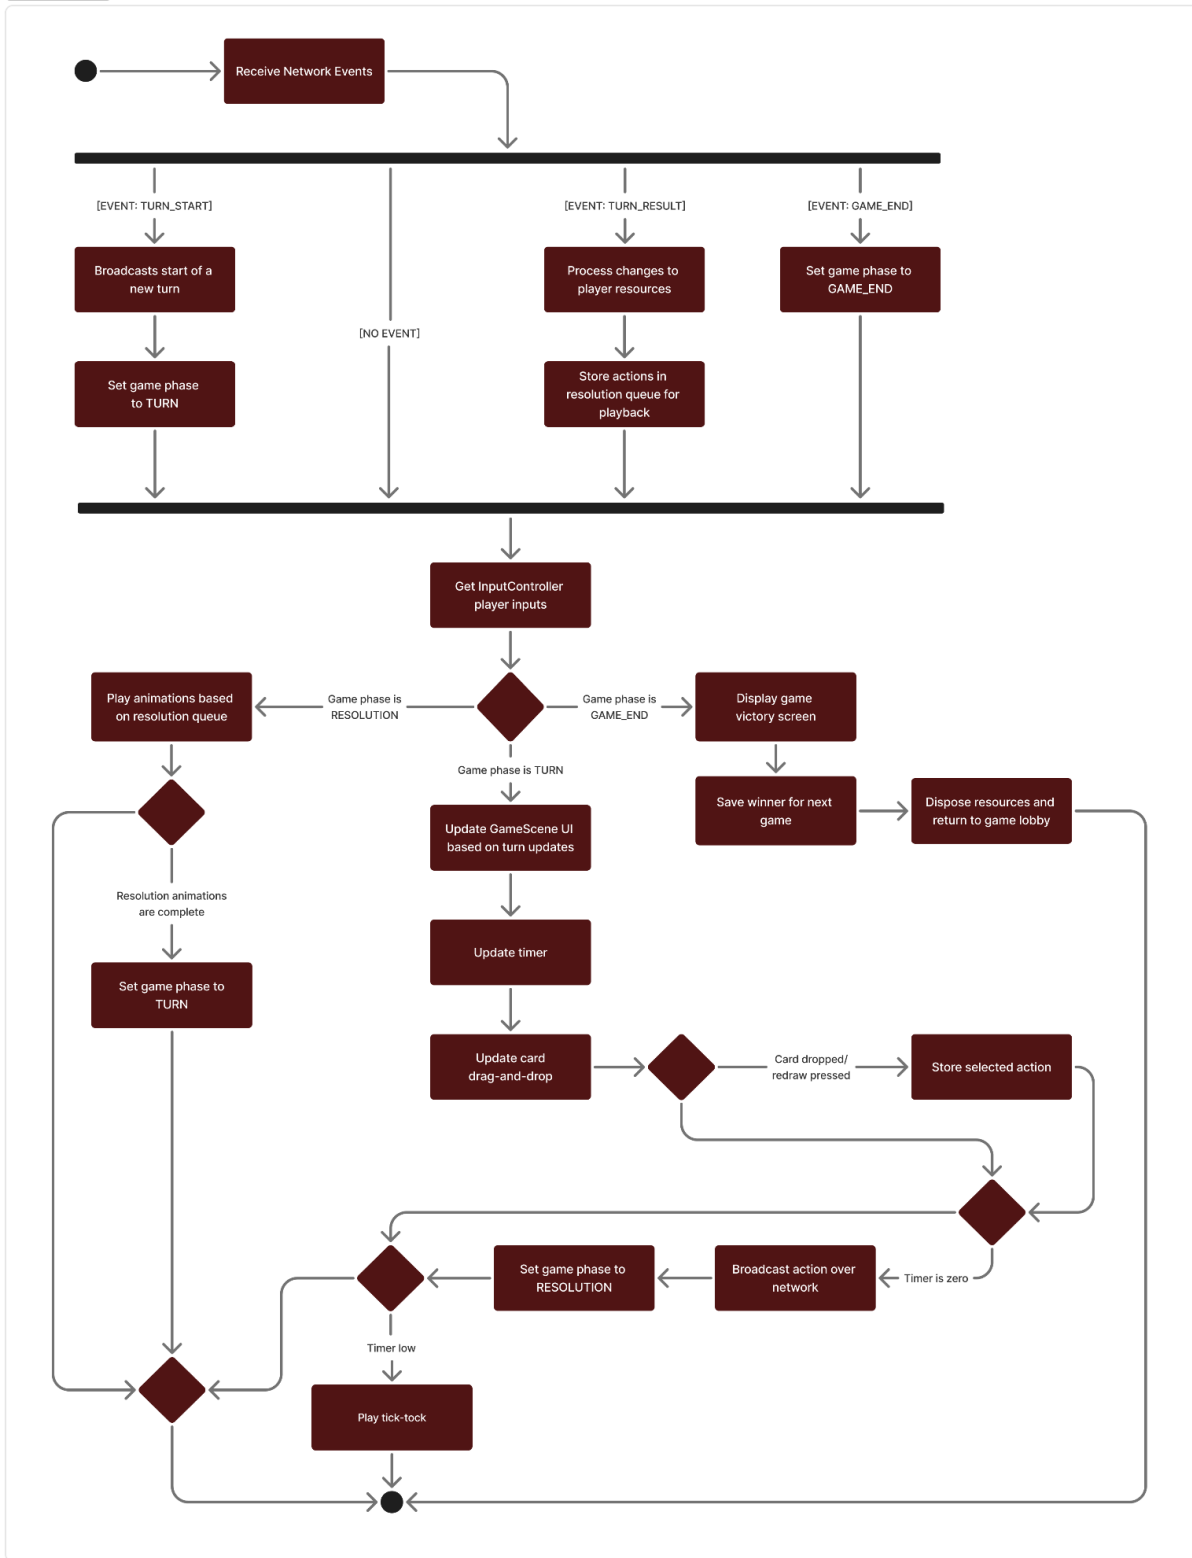 Receive Network Events
[EVENT: TURN_START]
[EVENT: TURN_RESULT]
[EVENT: GAME_END]
Broadcasts start of a
new turn
Process changes to
player resources
Set game phase to
GAME_END
[NO EVENT]
Set game phase
to TURN
Store actions in
resolution queue for
playback
Get InputController
player inputs
Play animations based
on resolution queue
Game phase is
RESOLUTION
Game phase is
GAME_END
Display game
victory screen
Game phase is TURN
Save winner for next
game
Dispose resources and
return to game lobby
Update GameScene UI
based on turn updates
Resolution animations
are complete
Update timer
Set game phase to
TURN
Update card
drag-and-drop
Card dropped/
redraw pressed
Store selected action
Set game phase to
RESOLUTION
Broadcast action over
network
Timer is zero
Timer low
Play tick-tock